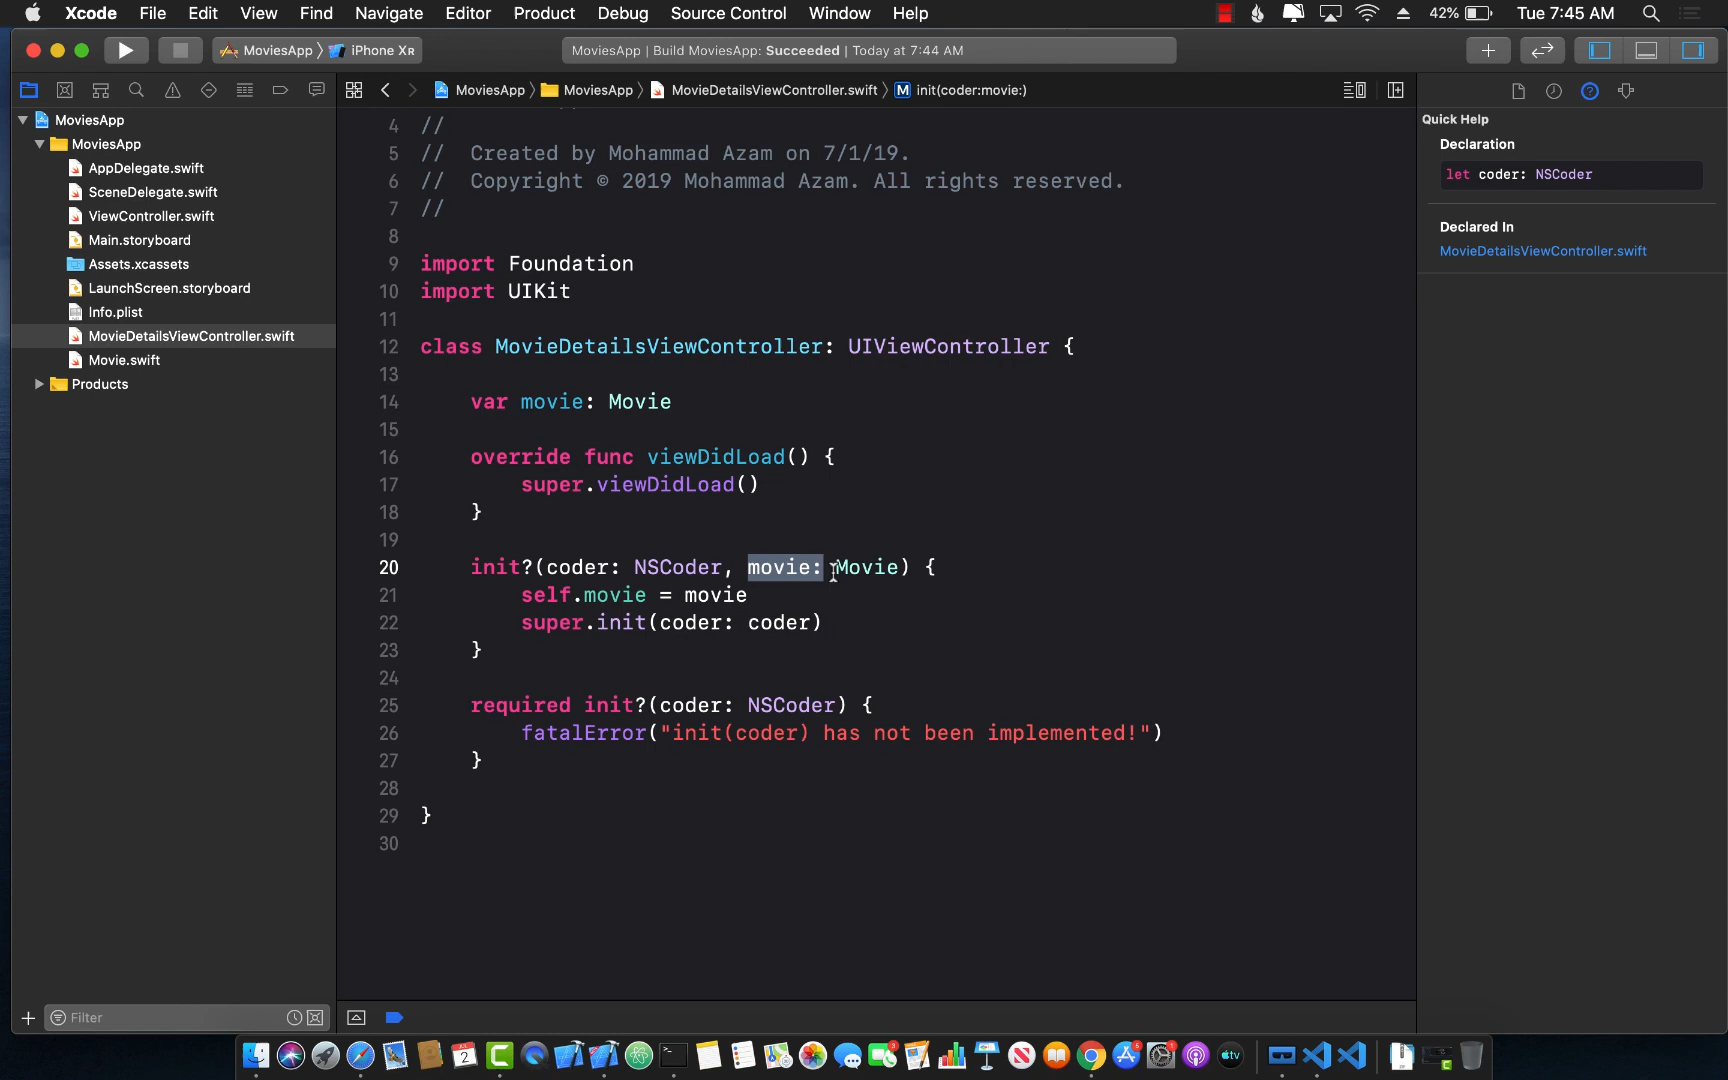 Xcode File Edit View Find Navigate Editor Product Debug Source Control Window Help 42% Tue 7:45 AM
MoviesApp iPhone XR MoviesApp | Build MoviesApp: Succeeded | Today at 7:44 AM
MoviesApp MoviesApp MovieDetailsViewController.swift M init(coder:movie:)
MoviesApp
MoviesApp
AppDelegate.swift
SceneDelegate.swift
ViewController.swift
Main.storyboard
Assets.xcassets
LaunchScreen.storyboard
Info.plist
MovieDetailsViewController.swift
Movie.swift
Products
Filter
4 //
5 // Created by Mohammad Azam on 7/1/19.
6 // Copyright © 2019 Mohammad Azam. All rights reserved.
7 //
8
9 import Foundation
10 import UIKit
11
12 class MovieDetailsViewController: UIViewController {
13
14 var movie: Movie
15
16 override func viewDidLoad() {
17 super.viewDidLoad()
18 }
19
20 init?(coder: NSCoder, movie: Movie) {
21 self.movie = movie
22 super.init(coder: coder)
23 }
24
25 required init?(coder: NSCoder) {
26 fatalError("init(coder) has not been implemented!")
27 }
28
29 }
30
Quick Help
Declaration
let coder: NSCoder
Declared In
MovieDetailsViewController.swift
2
3
5
tv